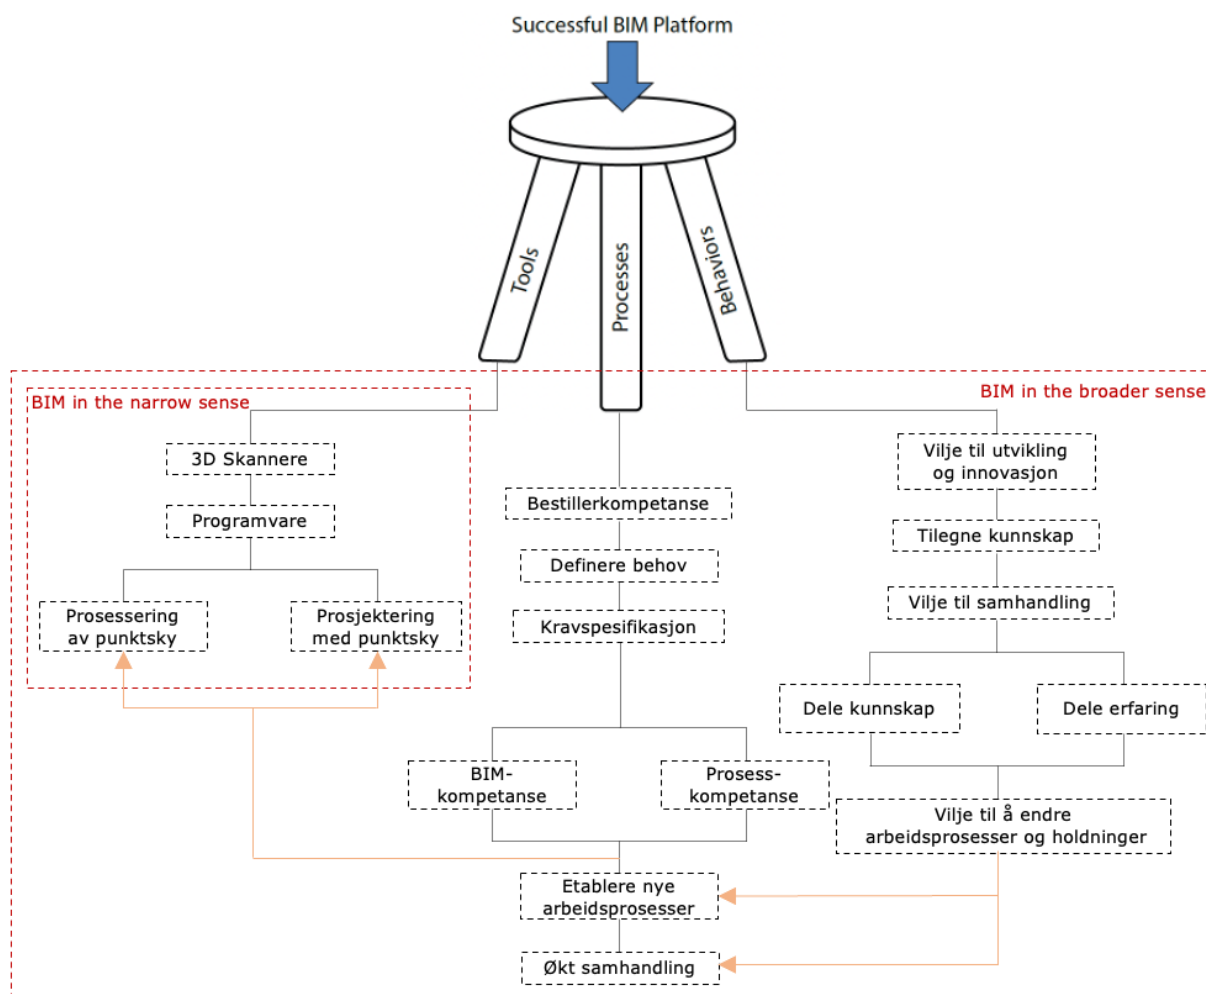 Successful BIM Platform
Tools
Processes
Behaviors
BIM in the narrow sense
BIM in the broader sense
3D Skannere
Programvare
Prosessering
av punktsky
Prosjektering
med punktsky
Bestillerkompetanse
Definere behov
Kravspesifikasjon
BIM-
kompetanse
Prosess-
kompetanse
Etablere nye
arbeidsprosesser
Økt samhandling
Vilje til utvikling
og innovasjon
Tilegne kunnskap
Vilje til samhandling
Dele kunnskap
Dele erfaring
Vilje til å endre
arbeidsprosesser og holdninger